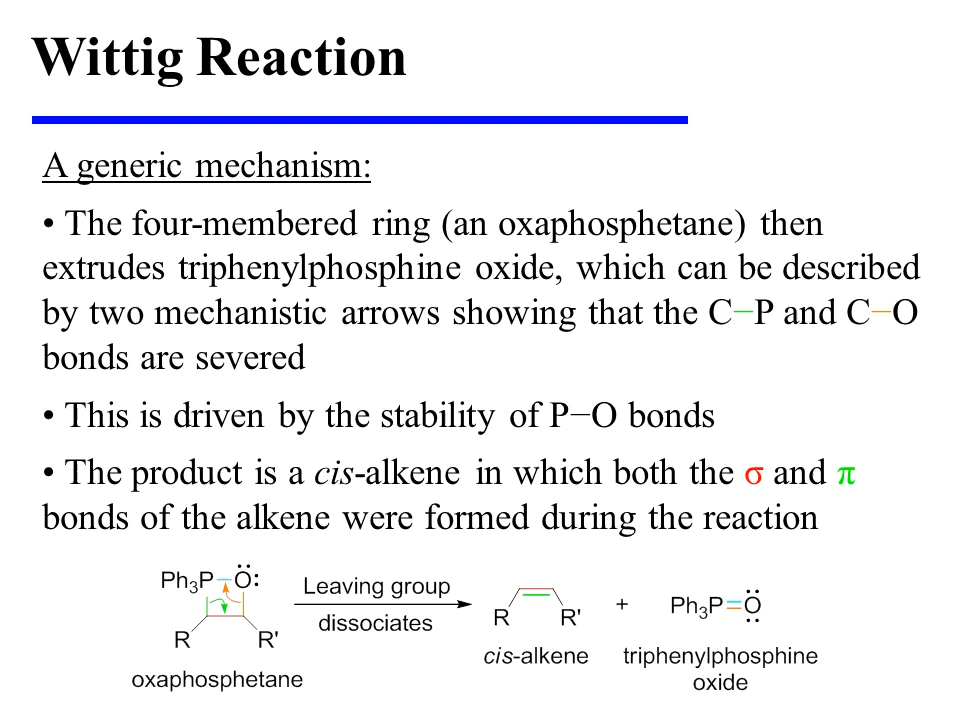 Wittig Reaction
A generic mechanism:
• The four-membered ring (an oxaphosphetane) then
extrudes triphenylphosphine oxide, which can be described
by two mechanistic arrows showing that the C−P and C−O
bonds are severed
• This is driven by the stability of P−O bonds
• The product is a cis-alkene in which both the σ and π
bonds of the alkene were formed during the reaction
Ph₃P O
R R'
oxaphosphetane
Leaving group
dissociates
R R'
cis-alkene
+
Ph₃P O
triphenylphosphine
oxide